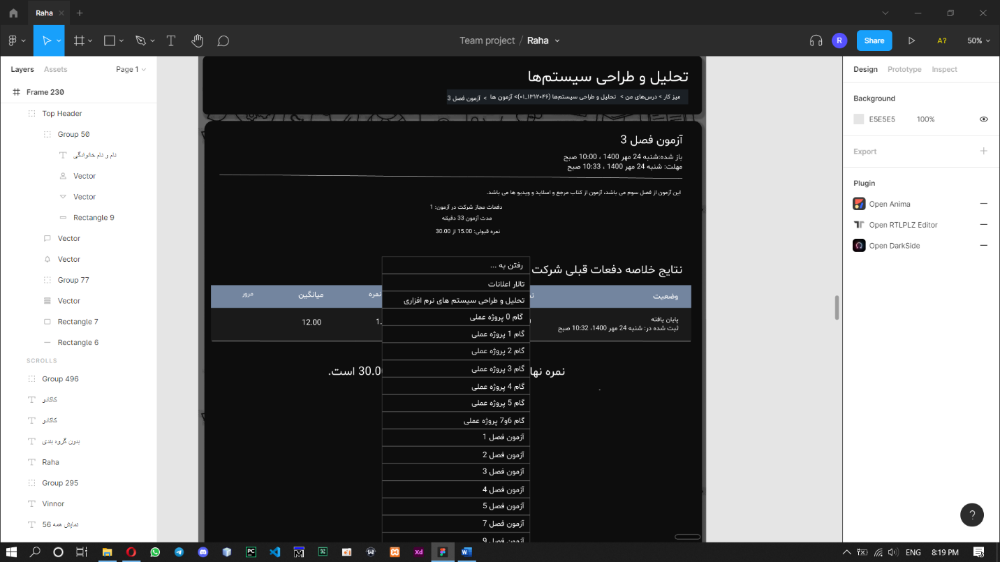 Raha
Team project / Raha
R
Share
A?
50%
Layers
Assets
Page 1
Frame 230
Top Header
Group 50
نام و نام خانوادگی
Vector
Vector
Rectangle 9
Vector
Vector
Group 77
Vector
Rectangle 7
Rectangle 6
SCROLLS
Group 496
کاکادو
کاکادو
بدون گروه بندی
Raha
Group 295
Vinnor
نمایش همه 56
تحلیل و طراحی سیستم‌ها
میز کار > درس‌های من > تحلیل و طراحی سیستم‌ها (۱۳۱۲۰۴۶_۰۱)> آزمون ها > آزمون فصل 3
آزمون فصل 3
باز شده:شنبه 24 مهر 1400 ، 10:00 صبح
مهلت: شنبه 24 مهر 1400 ، 10:33 صبح
این آزمون از فصل سوم می باشد، آزمون از کتاب مرجع و اسلاید و ویدیو ها می باشد.
دفعات مجاز شرکت در آزمون: 1
مدت آزمون 33 دقیقه
نمره قبولی: 15.00 از 30.00
نتایج خلاصه دفعات قبلی شرکت
وضعیت
نمره
میانگین
مرور
پایان یافته
ثبت شده در: شنبه 24 مهر 1400، 10:32 صبح
12.00
نمره نها
30.00 است.
رفتن به ...
تالار اعلانات
تحلیل و طراحی سیستم های نرم افزاری
گام 0 پروژه عملی
گام 1 پروژه عملی
گام 2 پروژه عملی
گام 3 پروژه عملی
گام 4 پروژه عملی
گام 5 پروژه عملی
گام 6و7 پروژه عملی
آزمون فصل 1
آزمون فصل 2
آزمون فصل 3
آزمون فصل 4
آزمون فصل 5
آزمون فصل 7
آزمون فصل 9
Design
Prototype
Inspect
Background
E5E5E5
100%
Export
Plugin
Open Anima
Open RTLPLZ Editor
Open DarkSide
?
PC
Xd
W
ENG
8:19 PM